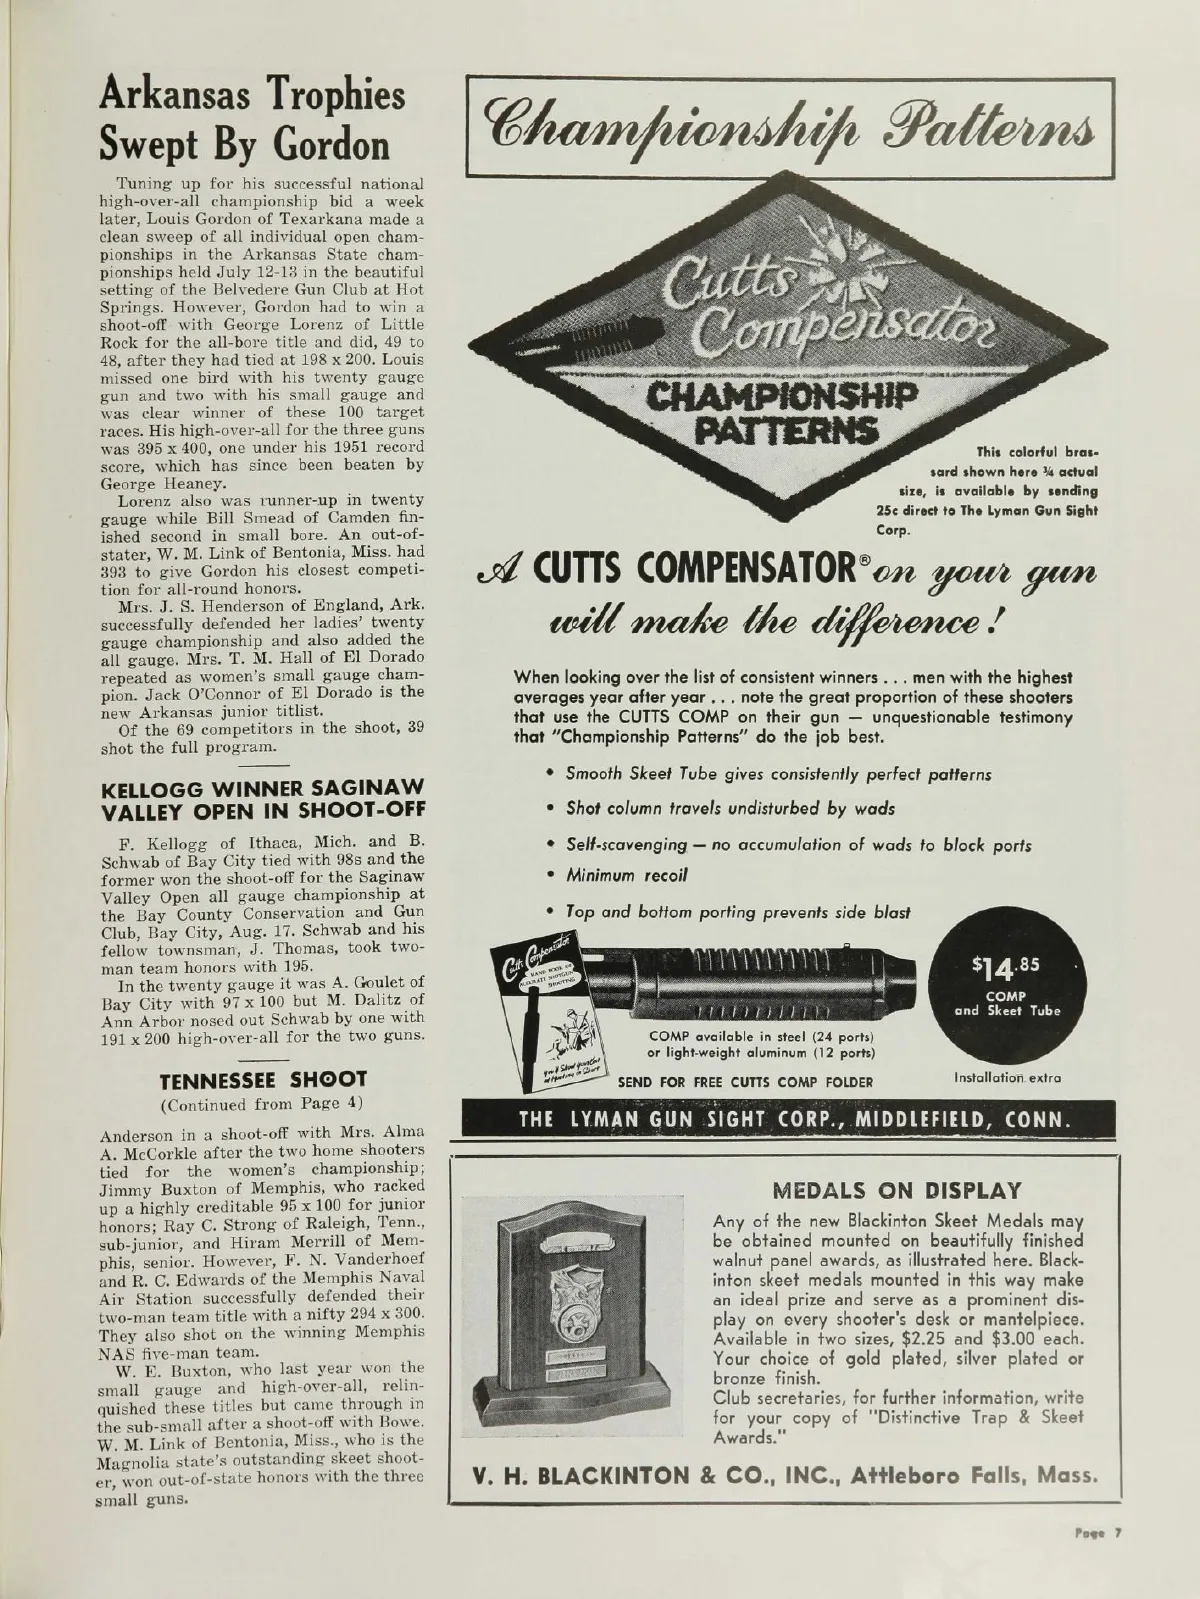 Arkansas Trophies
Swept By Gordon
Tuning up for his successful national
high-over-all championship bid a week
later, Louis Gordon of Texarkana made a
clean sweep of all individual open cham-
pionships in the Arkansas State cham-
pionships held July 12-13 in the beautiful
setting of the Belvedere Gun Club at Hot
Springs. However, Gordon had to win a
shoot-off with George Lorenz of Little
Rock for the all-bore title and did, 49 to
48, after they had tied at 198 x 200. Louis
missed one bird with his twenty gauge
gun and two with his small gauge and
was clear winner of these 100 target
races. His high-over-all for the three guns
was 395 x 400, one under his 1951 record
score, which has since been beaten by
George Heaney.
Lorenz also was runner-up in twenty
gauge while Bill Smead of Camden fin-
ished second in small bore. An out-of-
stater, W. M. Link of Bentonia, Miss. had
393 to give Gordon his closest competi-
tion for all-round honors.
Mrs. J. S. Henderson of England, Ark.
successfully defended her ladies' twenty
gauge championship and also added the
all gauge. Mrs. T. M. Hall of El Dorado
repeated as women's small gauge cham-
pion. Jack O'Connor of El Dorado is the
new Arkansas junior titlist.
Of the 69 competitors in the shoot, 39
shot the full program.
KELLOGG WINNER SAGINAW
VALLEY OPEN IN SHOOT-OFF
F. Kellogg of Ithaca, Mich. and B.
Schwab of Bay City tied with 98s and the
former won the shoot-off for the Saginaw
Valley Open all gauge championship at
the Bay County Conservation and Gun
Club, Bay City, Aug. 17. Schwab and his
fellow townsman, J. Thomas, took two-
man team honors with 195.
In the twenty gauge it was A. Goulet of
Bay City with 97 x 100 but M. Dalitz of
Ann Arbor nosed out Schwab by one with
191 x 200 high-over-all for the two guns.
TENNESSEE SHOOT
(Continued from Page 4)
Anderson in a shoot-off with Mrs. Alma
A. McCorkle after the two home shooters
tied for the women's championship;
Jimmy Buxton of Memphis, who racked
up a highly creditable 95 x 100 for junior
honors; Ray C. Strong of Raleigh, Tenn.,
sub-junior, and Hiram Merrill of Mem-
phis, senior. However, F. N. Vanderhoef
and R. C. Edwards of the Memphis Naval
Air Station successfully defended their
two-man team title with a nifty 294 x 300.
They also shot on the winning Memphis
NAS five-man team.
W. E. Buxton, who last year won the
small gauge and high-over-all, relin-
quished these titles but came through in
the sub-small after a shoot-off with Bowe.
W. M. Link of Bentonia, Miss., who is the
Magnolia state's outstanding skeet shoot-
er, won out-of-state honors with the three
small guns.
Championship Patterns
Cutts
Compensator
CHAMPIONSHIP
PATTERNS
This colorful bras-
sard shown here ¾ actual
size, is available by sending
25c direct to The Lyman Gun Sight
Corp.
A CUTTS COMPENSATOR® on your gun
will make the difference!
When looking over the list of consistent winners . . . men with the highest
averages year after year . . . note the great proportion of these shooters
that use the CUTTS COMP on their gun — unquestionable testimony
that "Championship Patterns" do the job best.
• Smooth Skeet Tube gives consistently perfect patterns
• Shot column travels undisturbed by wads
• Self-scavenging — no accumulation of wads to block ports
• Minimum recoil
• Top and bottom porting prevents side blast
Cutts Compensator
HAND BOOK OF
ACCURATE SHOTGUN
SHOOTING
$14.85
COMP
and Skeet Tube
COMP available in steel (24 ports)
or light-weight aluminum (12 ports)
SEND FOR FREE CUTTS COMP FOLDER
Installation extra
THE LYMAN GUN SIGHT CORP., MIDDLEFIELD, CONN.
MEDALS ON DISPLAY
Any of the new Blackinton Skeet Medals may
be obtained mounted on beautifully finished
walnut panel awards, as illustrated here. Black-
inton skeet medals mounted in this way make
an ideal prize and serve as a prominent dis-
play on every shooter's desk or mantelpiece.
Available in two sizes, $2.25 and $3.00 each.
Your choice of gold plated, silver plated or
bronze finish.
Club secretaries, for further information, write
for your copy of "Distinctive Trap & Skeet
Awards."
V. H. BLACKINTON & CO., INC., Attleboro Falls, Mass.
Page 7